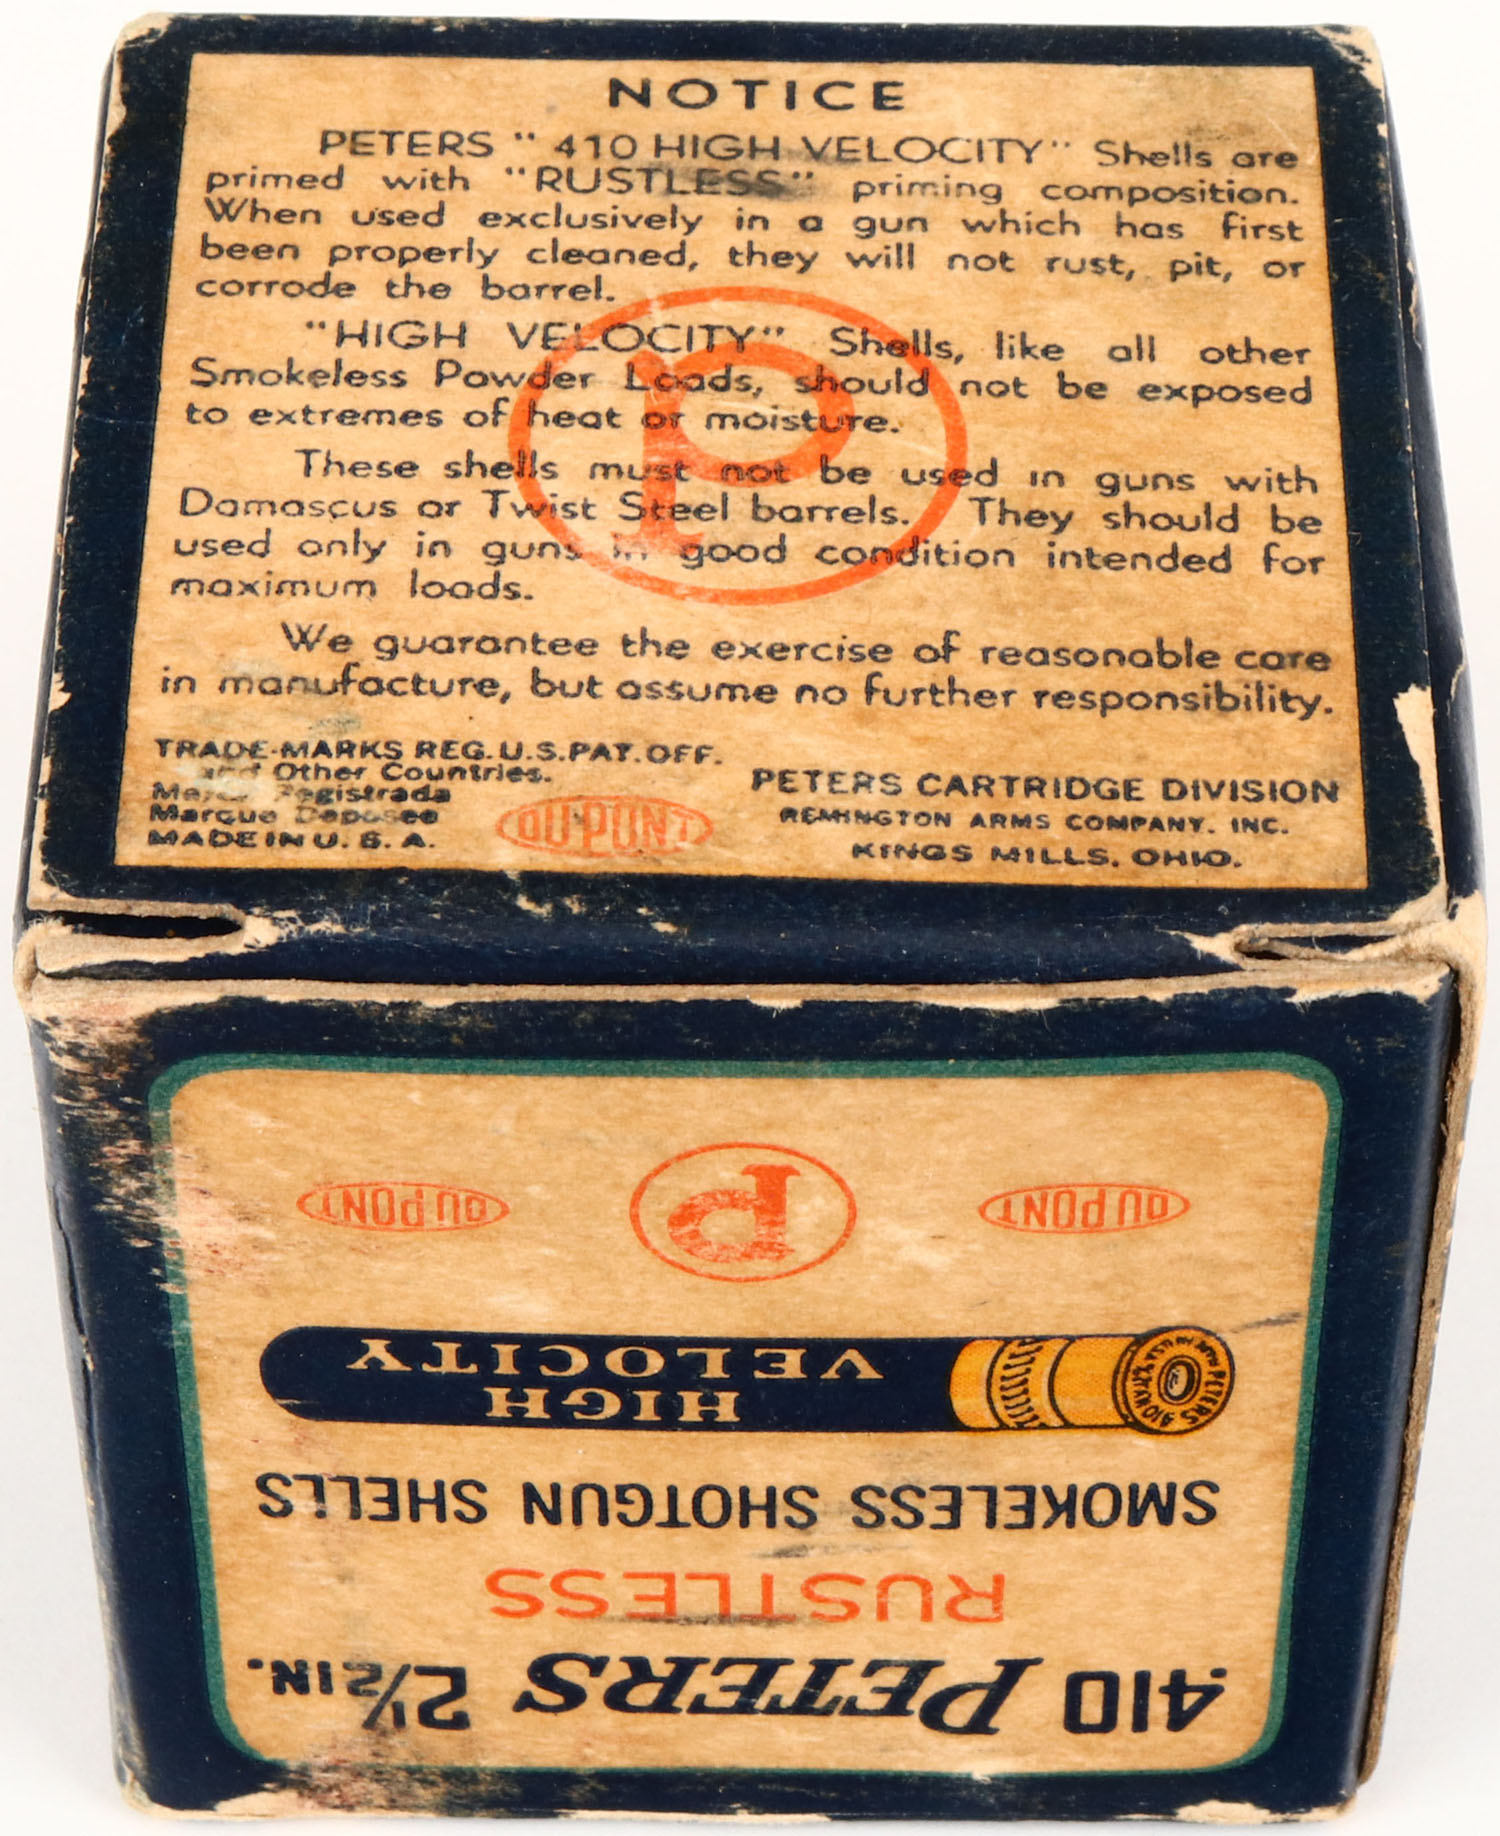 NOTICE
PETERS "410 HIGH VELOCITY" Shells are
primed with "RUSTLESS" priming composition.
When used exclusively in a gun which has first
been properly cleaned, they will not rust, pit, or
corrode the barrel.
"HIGH VELOCITY" Shells, like all other
Smokeless Powder Loads, should not be exposed
to extremes of heat or moisture.
These shells must not be used in guns with
Damascus or Twist Steel barrels. They should be
used only in guns in good condition intended for
maximum loads.
We guarantee the exercise of reasonable care
in manufacture, but assume no further responsibility.
P
TRADE-MARKS REG. U.S. PAT. OFF.
and Other Countries.
Marca Registrada
Marque Deposee
MADE IN U.S.A.
DU PONT
PETERS CARTRIDGE DIVISION
REMINGTON ARMS COMPANY. INC.
KINGS MILLS, OHIO.
.410 PETERS 2 1/2 IN.
RUSTLESS
SMOKELESS SHOTGUN SHELLS
HIGH
VELOCITY
PETERS
DU PONT P DU PONT